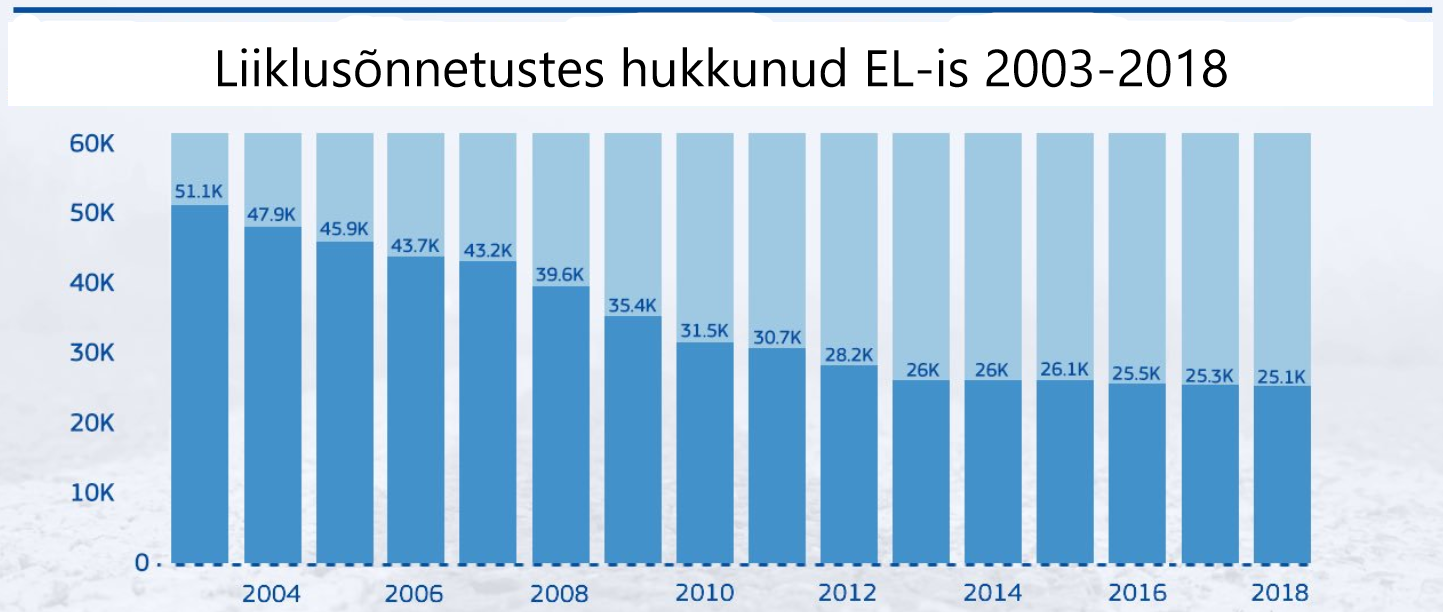 Liiklusõnnetustes hukkunud EL-is 2003-2018
60K
51.1K
50K
47.9K
45.9K
43.7K
43.2K
40K
39.6K
35.4K
31.5K
30.7K
30K
28.2K
26K
26K
26.1K
25.5K
25.3K
25.1K
20K
10K
0
2004 2006 2008 2010 2012 2014 2016 2018